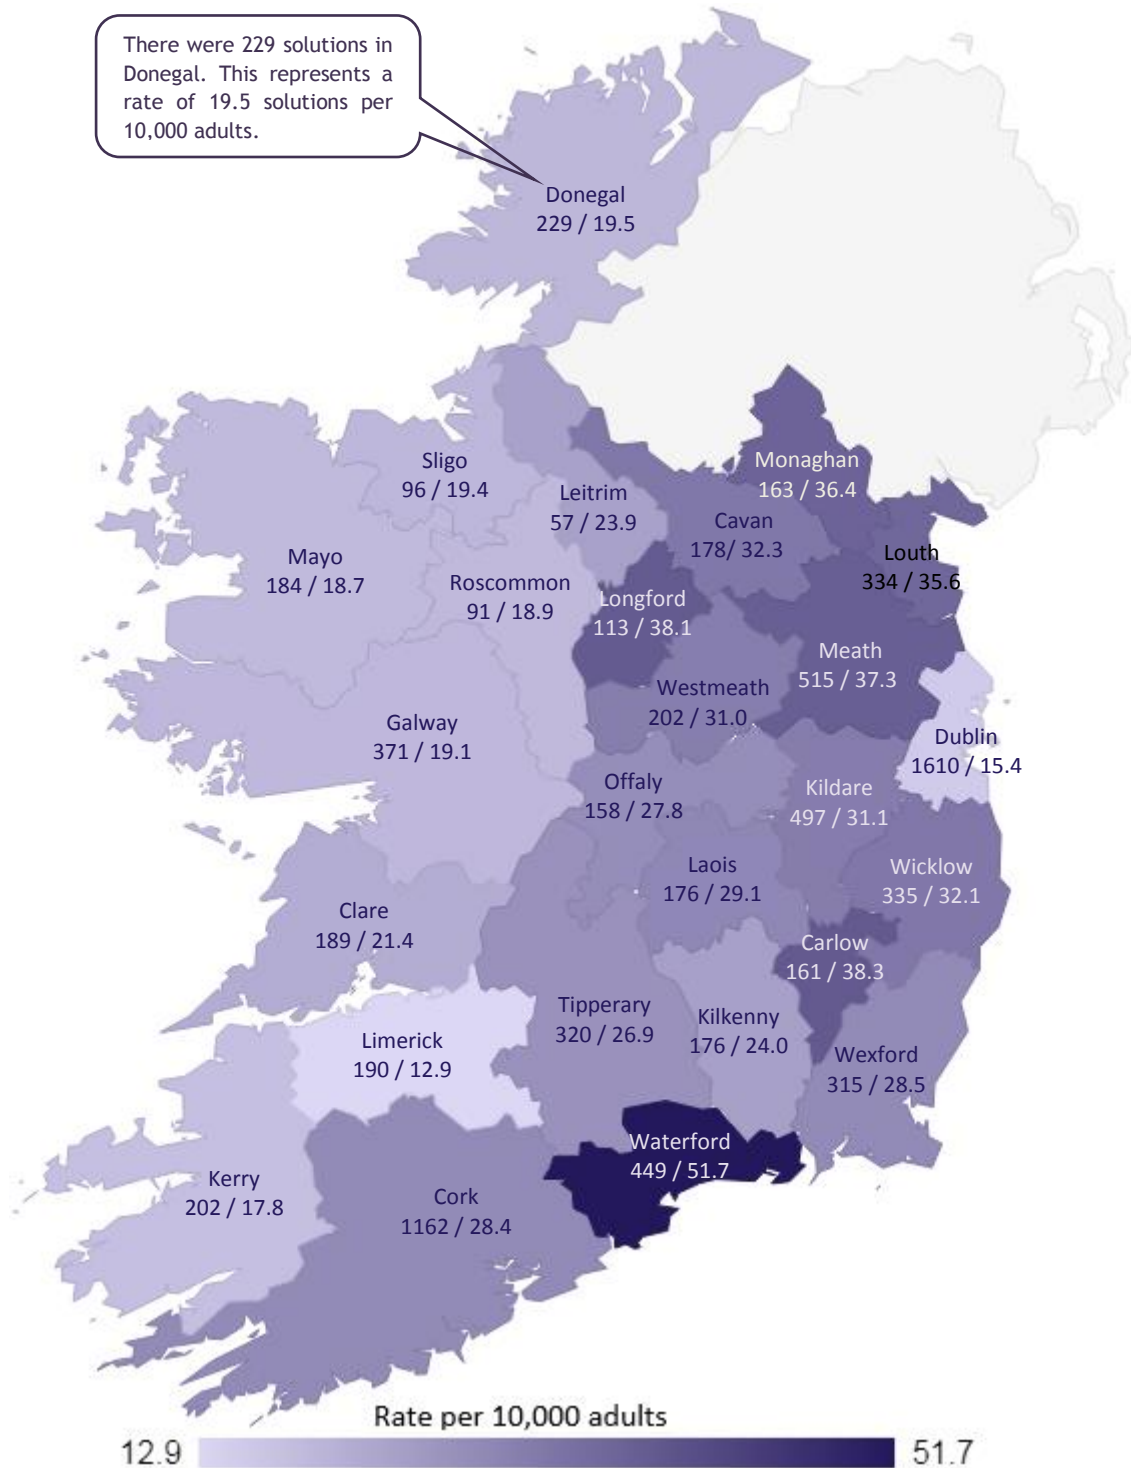 There were 229 solutions in
Donegal. This represents a
rate of 19.5 solutions per
10,000 adults.
Donegal
229 / 19.5
Sligo
96 / 19.4
Leitrim
57 / 23.9
Monaghan
163 / 36.4
Cavan
178/ 32.3
Louth
334 / 35.6
Mayo
184 / 18.7
Roscommon
91 / 18.9
Longford
113 / 38.1
Meath
515 / 37.3
Westmeath
202 / 31.0
Galway
371 / 19.1
Dublin
1610 / 15.4
Offaly
158 / 27.8
Kildare
497 / 31.1
Laois
176 / 29.1
Wicklow
335 / 32.1
Clare
189 / 21.4
Carlow
161 / 38.3
Tipperary
320 / 26.9
Kilkenny
176 / 24.0
Limerick
190 / 12.9
Wexford
315 / 28.5
Waterford
449 / 51.7
Kerry
202 / 17.8
Cork
1162 / 28.4
Rate per 10,000 adults
12.9
51.7